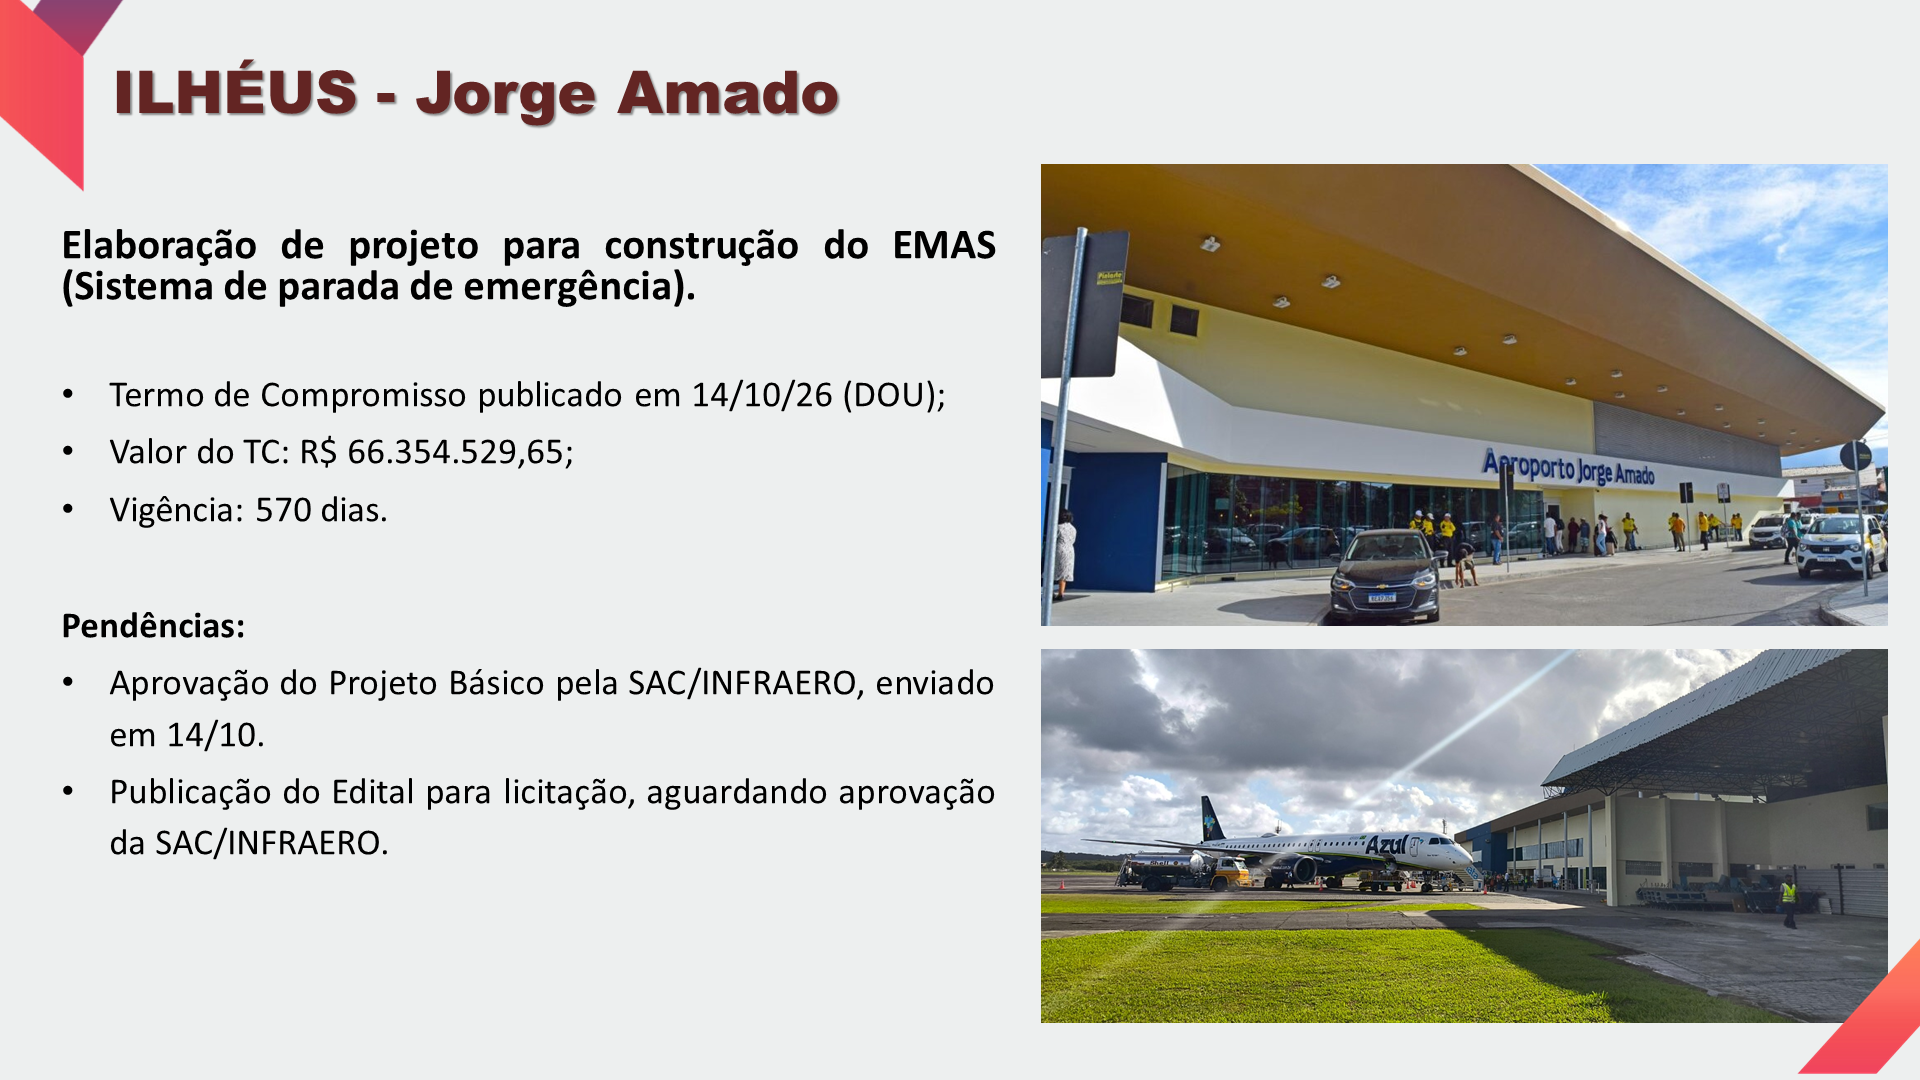 ILHÉUS - Jorge Amado
Elaboração de projeto para construção do EMAS
(Sistema de parada de emergência).
• Termo de Compromisso publicado em 14/10/26 (DOU);
• Valor do TC: R$ 66.354.529,65;
• Vigência: 570 dias.
Pendências:
• Aprovação do Projeto Básico pela SAC/INFRAERO, enviado
em 14/10.
• Publicação do Edital para licitação, aguardando aprovação
da SAC/INFRAERO.
Aeroporto Jorge Amado
Azul
Shell